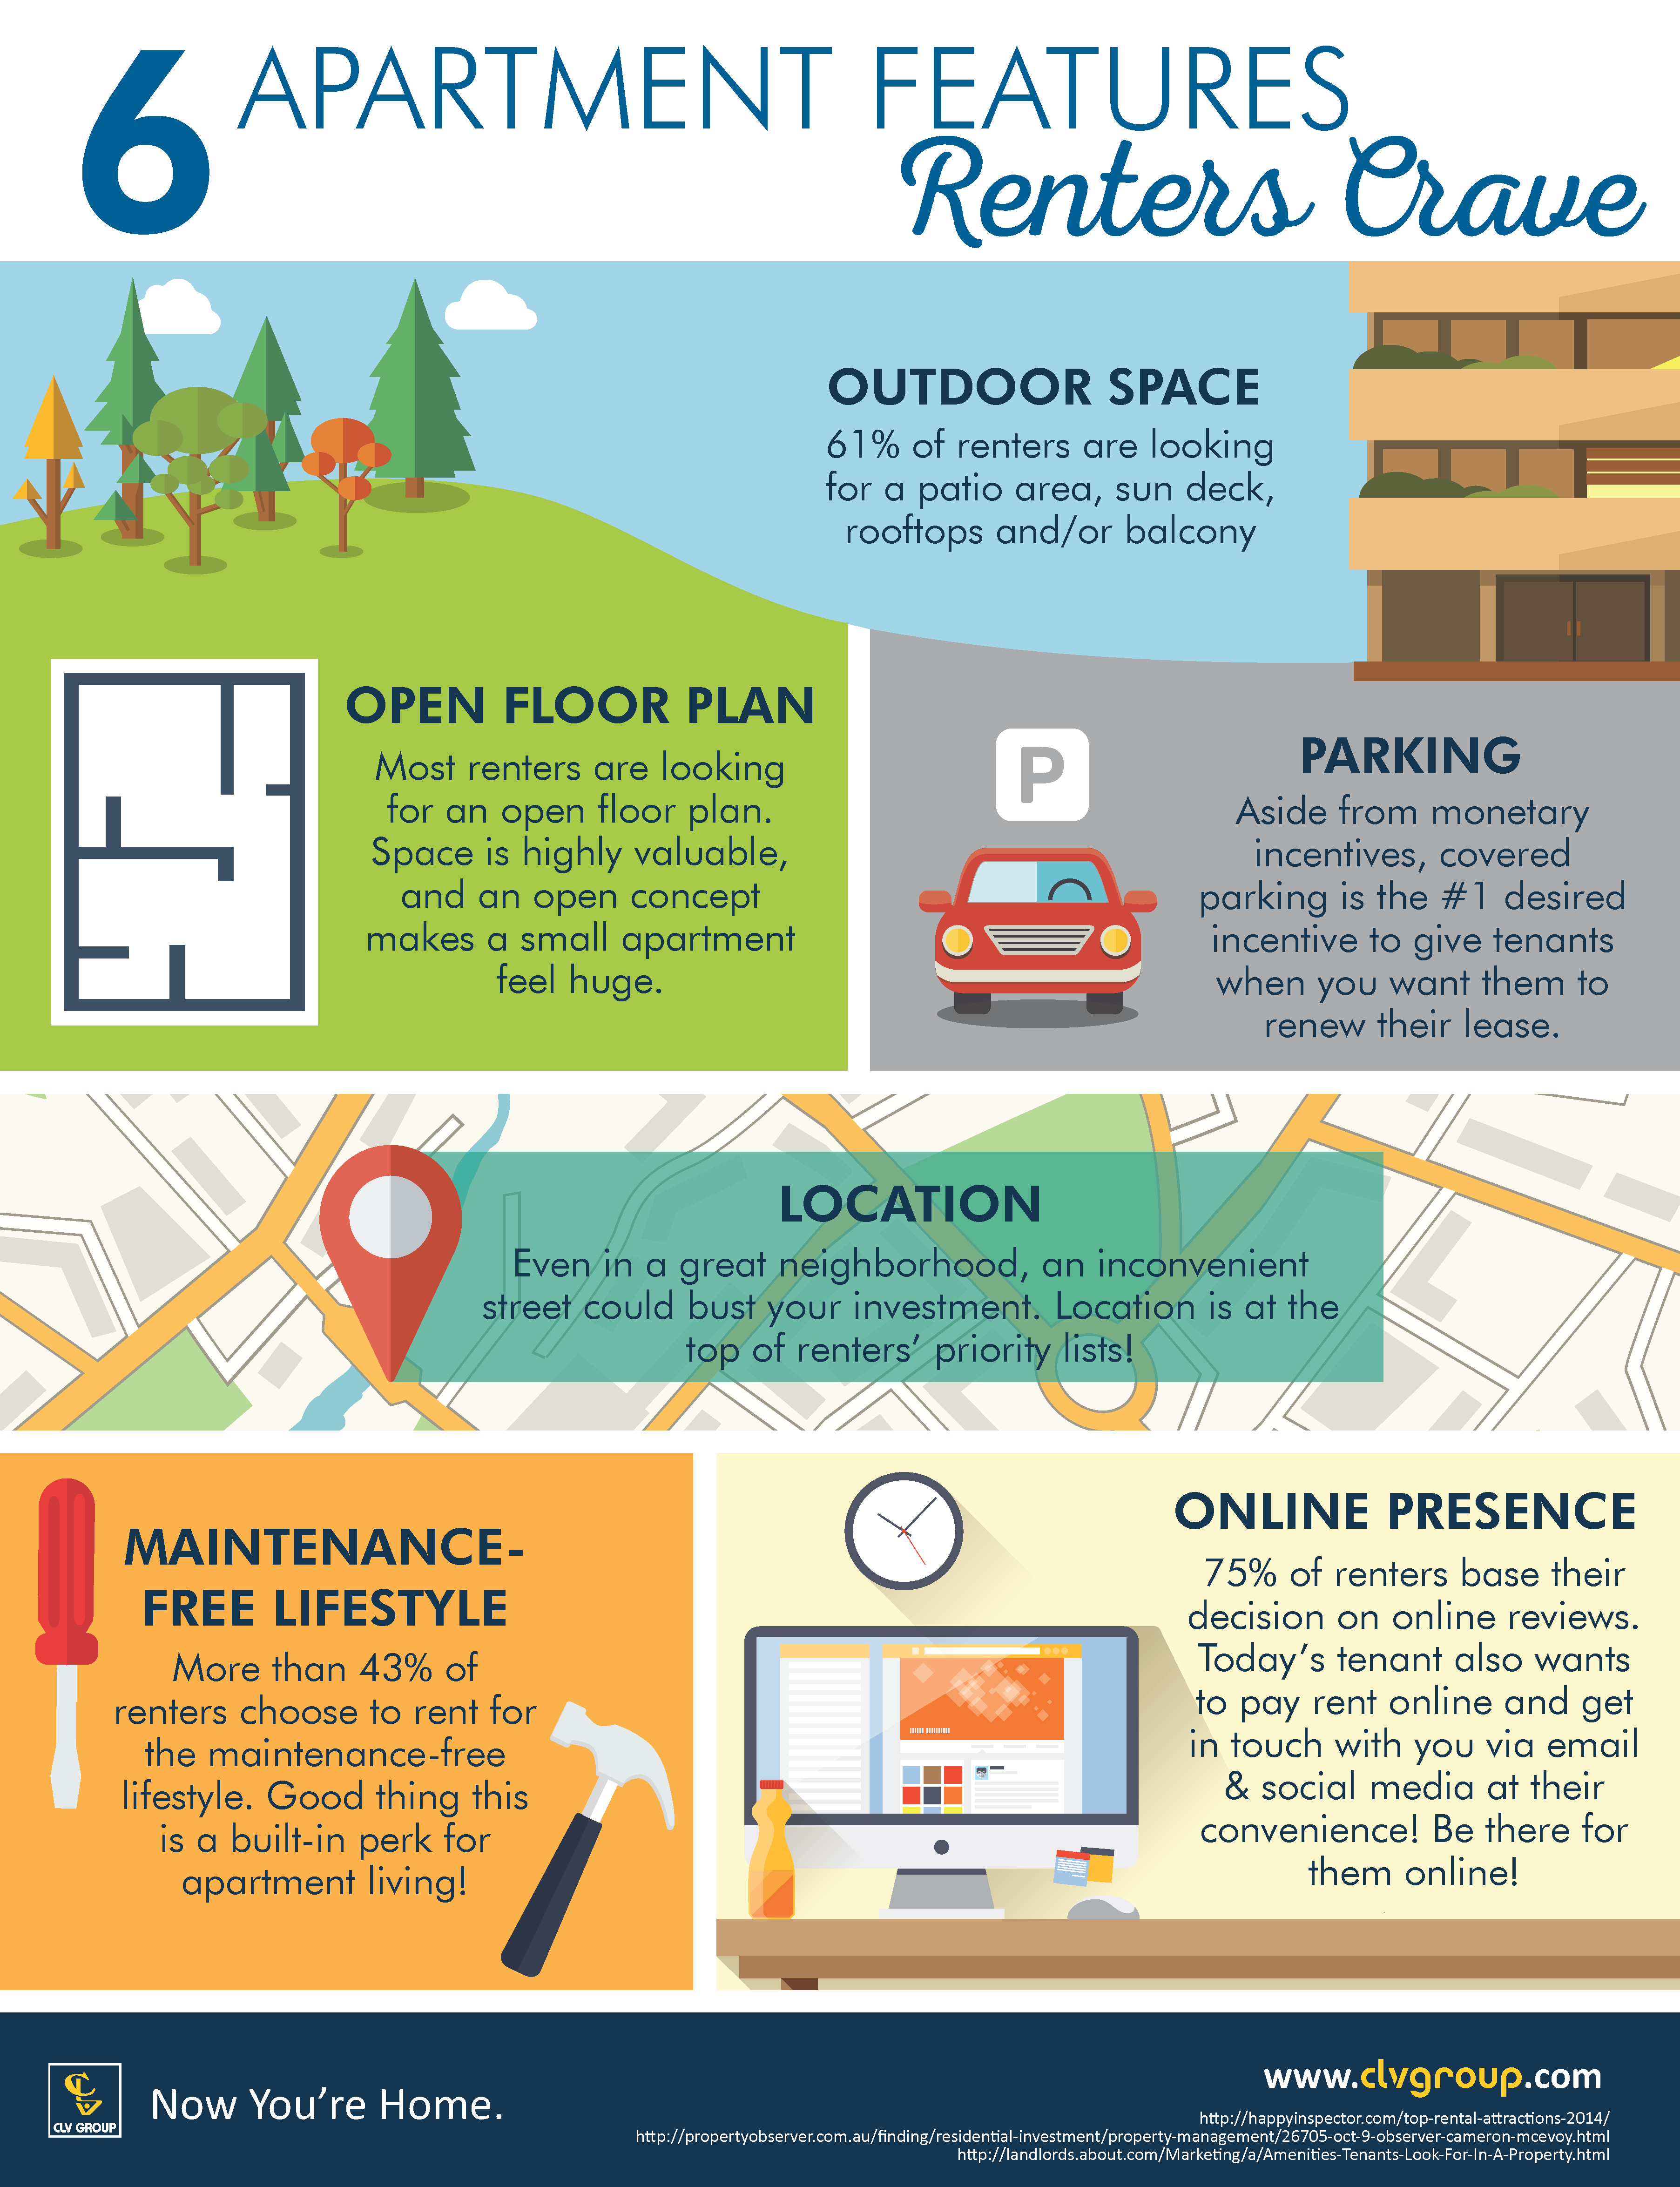 6 APARTMENT FEATURES
Renters Crave
OUTDOOR SPACE
61% of renters are looking
for a patio area, sun deck,
rooftops and/or balcony
OPEN FLOOR PLAN
Most renters are looking
for an open floor plan.
Space is highly valuable,
and an open concept
makes a small apartment
feel huge.
P
PARKING
Aside from monetary
incentives, covered
parking is the #1 desired
incentive to give tenants
when you want them to
renew their lease.
LOCATION
Even in a great neighborhood, an inconvenient
street could bust your investment. Location is at the
top of renters’ priority lists!
MAINTENANCE-
FREE LIFESTYLE
More than 43% of
renters choose to rent for
the maintenance-free
lifestyle. Good thing this
is a built-in perk for
apartment living!
ONLINE PRESENCE
75% of renters base their
decision on online reviews.
Today’s tenant also wants
to pay rent online and get
in touch with you via email
& social media at their
convenience! Be there for
them online!
CLV GROUP
Now You’re Home.
www.clvgroup.com
http://happyinspector.com/top-rental-attractions-2014/
http://propertyobserver.com.au/finding/residential-investment/property-management/26705-oct-9-observer-cameron-mcevoy.html
http://landlords.about.com/Marketing/a/Amenities-Tenants-Look-For-In-A-Property.html